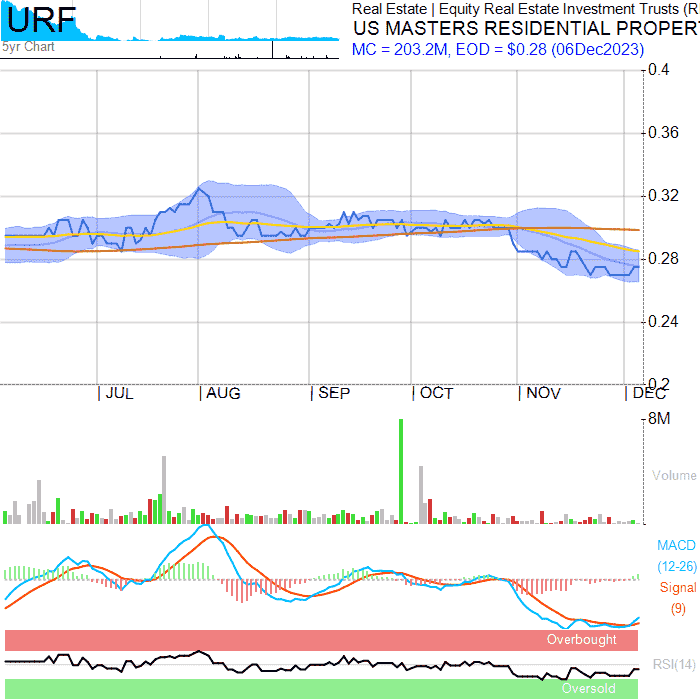 URF
5yr Chart
Real Estate | Equity Real Estate Investment Trusts (R
US MASTERS RESIDENTIAL PROPERT
MC = 203.2M, EOD = $0.28 (06Dec2023)
0.4
0.36
0.32
0.28
0.24
0.2
JUL AUG SEP OCT NOV DEC
8M
Volume
MACD
(12-26)
Signal
(9)
Overbought
RSI(14)
Oversold